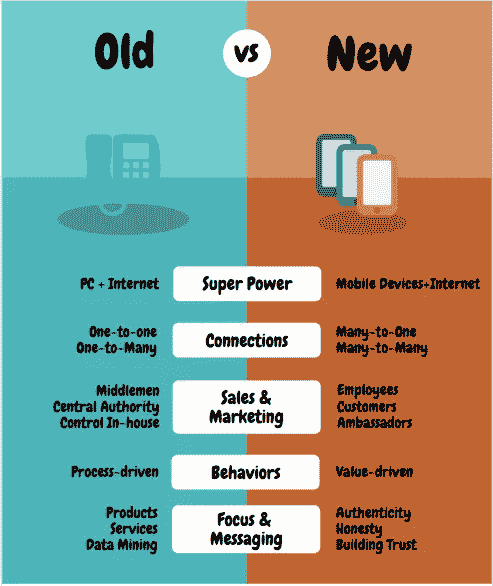 Old vs New
PC + Internet
Super Power
Mobile Devices+Internet
One-to-one
One-to-Many
Connections
Many-to-One
Many-to-Many
Middlemen
Central Authority
Control In-house
Sales &
Marketing
Employees
Customers
Ambassadors
Process-driven
Behaviors
Value-driven
Products
Services
Data Mining
Focus &
Messaging
Authenticity
Honesty
Building Trust